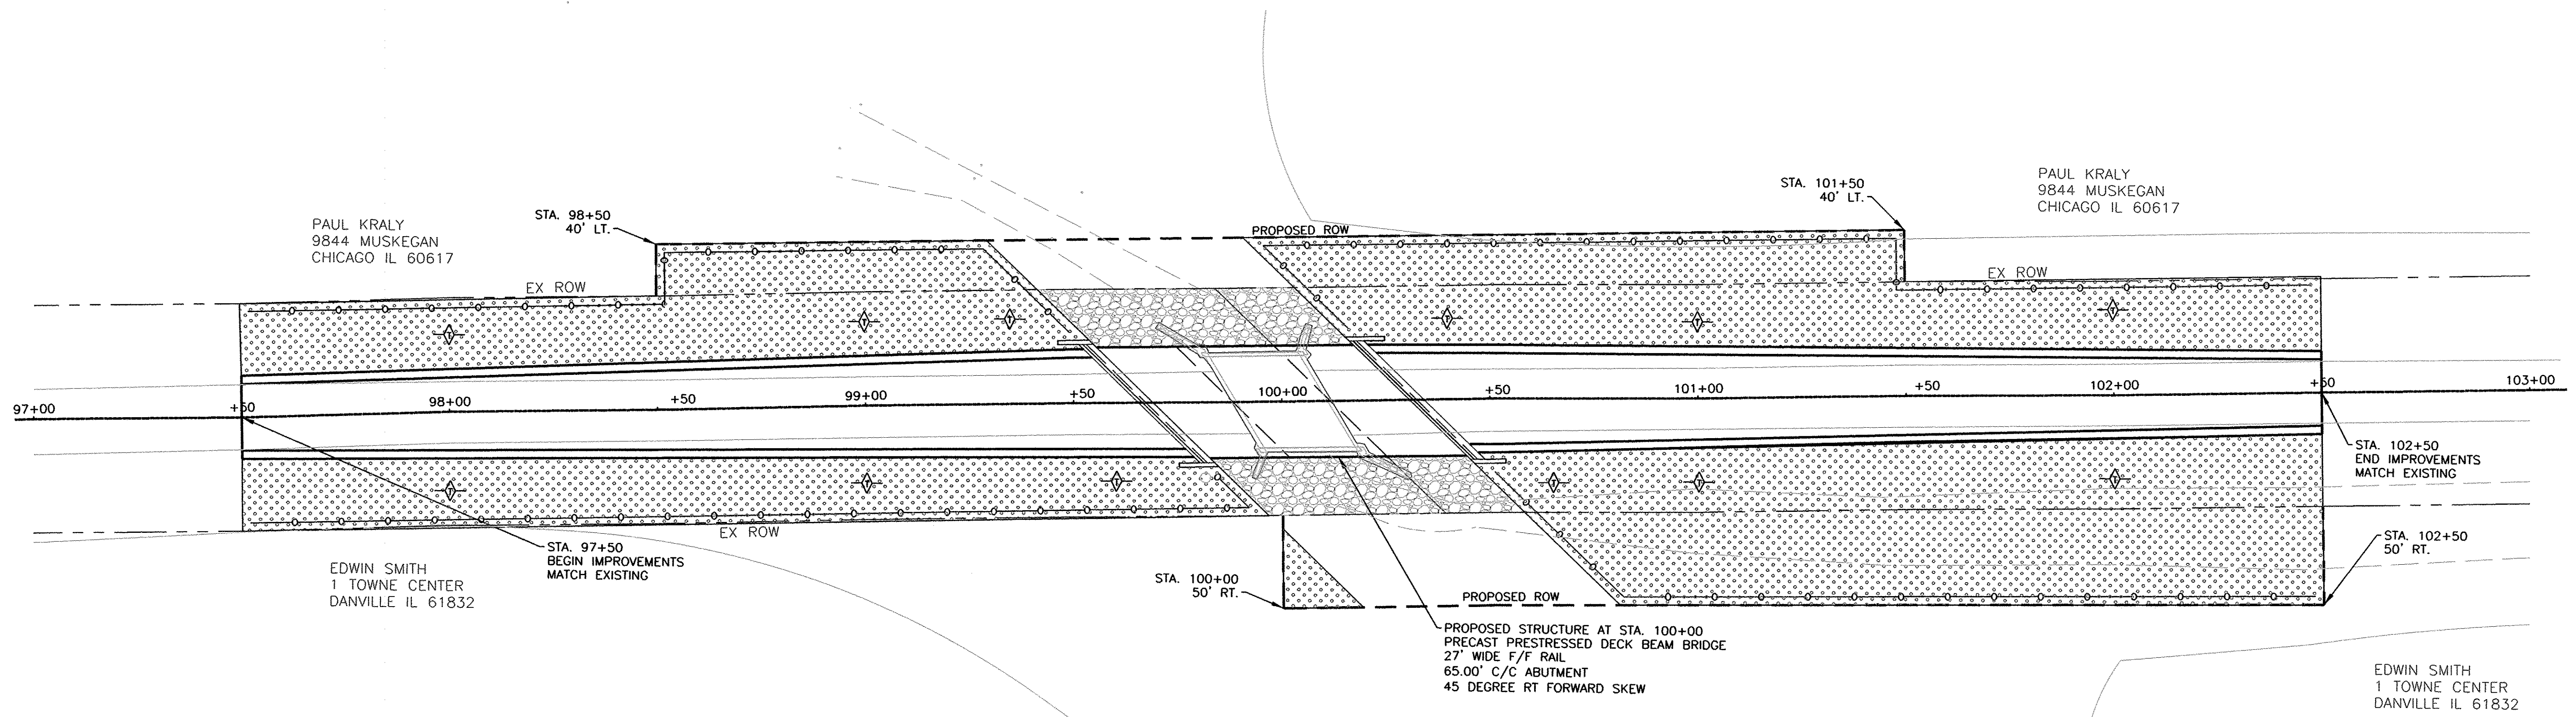 PAUL KRALY
9844 MUSKEGAN
CHICAGO IL 60617
STA. 98+50
40' LT.
EX ROW
PROPOSED ROW
STA. 101+50
40' LT.
PAUL KRALY
9844 MUSKEGAN
CHICAGO IL 60617
EX ROW
T T T T T T
97+00 +50 98+00 +50 99+00 +50 100+00 +50 101+00 +50 102+00 +50 103+00
T T T T T T
EX ROW
STA. 97+50
BEGIN IMPROVEMENTS
MATCH EXISTING
EDWIN SMITH
1 TOWNE CENTER
DANVILLE IL 61832
STA. 100+00
50' RT.
PROPOSED ROW
PROPOSED STRUCTURE AT STA. 100+00
PRECAST PRESTRESSED DECK BEAM BRIDGE
27' WIDE F/F RAIL
65.00' C/C ABUTMENT
45 DEGREE RT FORWARD SKEW
STA. 102+50
END IMPROVEMENTS
MATCH EXISTING
STA. 102+50
50' RT.
EDWIN SMITH
1 TOWNE CENTER
DANVILLE IL 61832